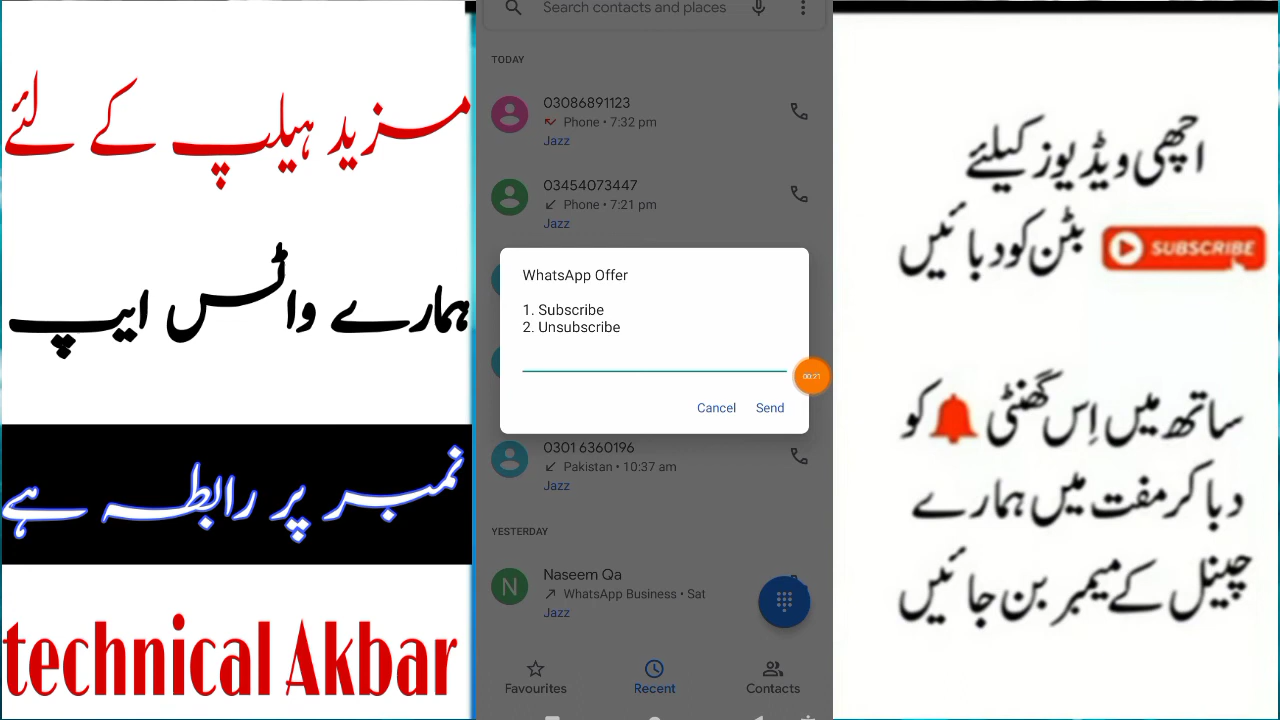 مزید ہیلپ کے لئے
ہمارے واٹس ایپ
نمبر پر رابطہ ہے
technical Akbar
Search contacts and places
TODAY
03086891123
Phone • 7:32 pm
Jazz
03454073447
Phone • 7:21 pm
Jazz
WhatsApp Offer
1. Subscribe
2. Unsubscribe
00:21
Cancel Send
0301 6360196
Pakistan • 10:37 am
Jazz
YESTERDAY
Naseem Qa
WhatsApp Business • Sat
Jazz
Favourites Recent Contacts
اچھی ویڈیوز کیلئے
SUBSCRIBE بٹن کو دبائیں
ساتھ میں اِس گھنٹی کو
دبا کر مفت میں ہمارے
چینل کے میمبر بن جائیں